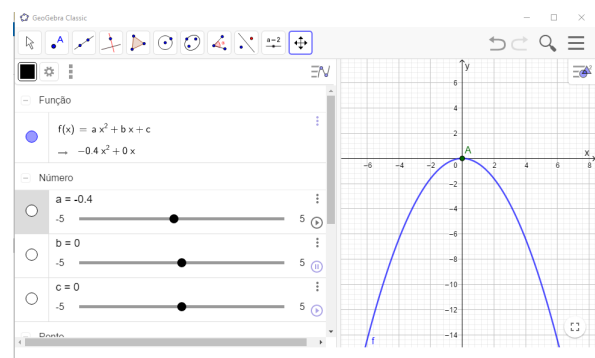 GeoGebra Classic
A
a=2
Função
f(x) = a x² + b x + c
→ −0.4 x² + 0 x
Número
a = -0.4
-5 5
b = 0
-5 5
c = 0
-5 5
Ponto
y
6
4
2
A
x
−6 −4 −2 0 2 4 6 8
−2
−4
−6
−8
−10
−12
−14
f